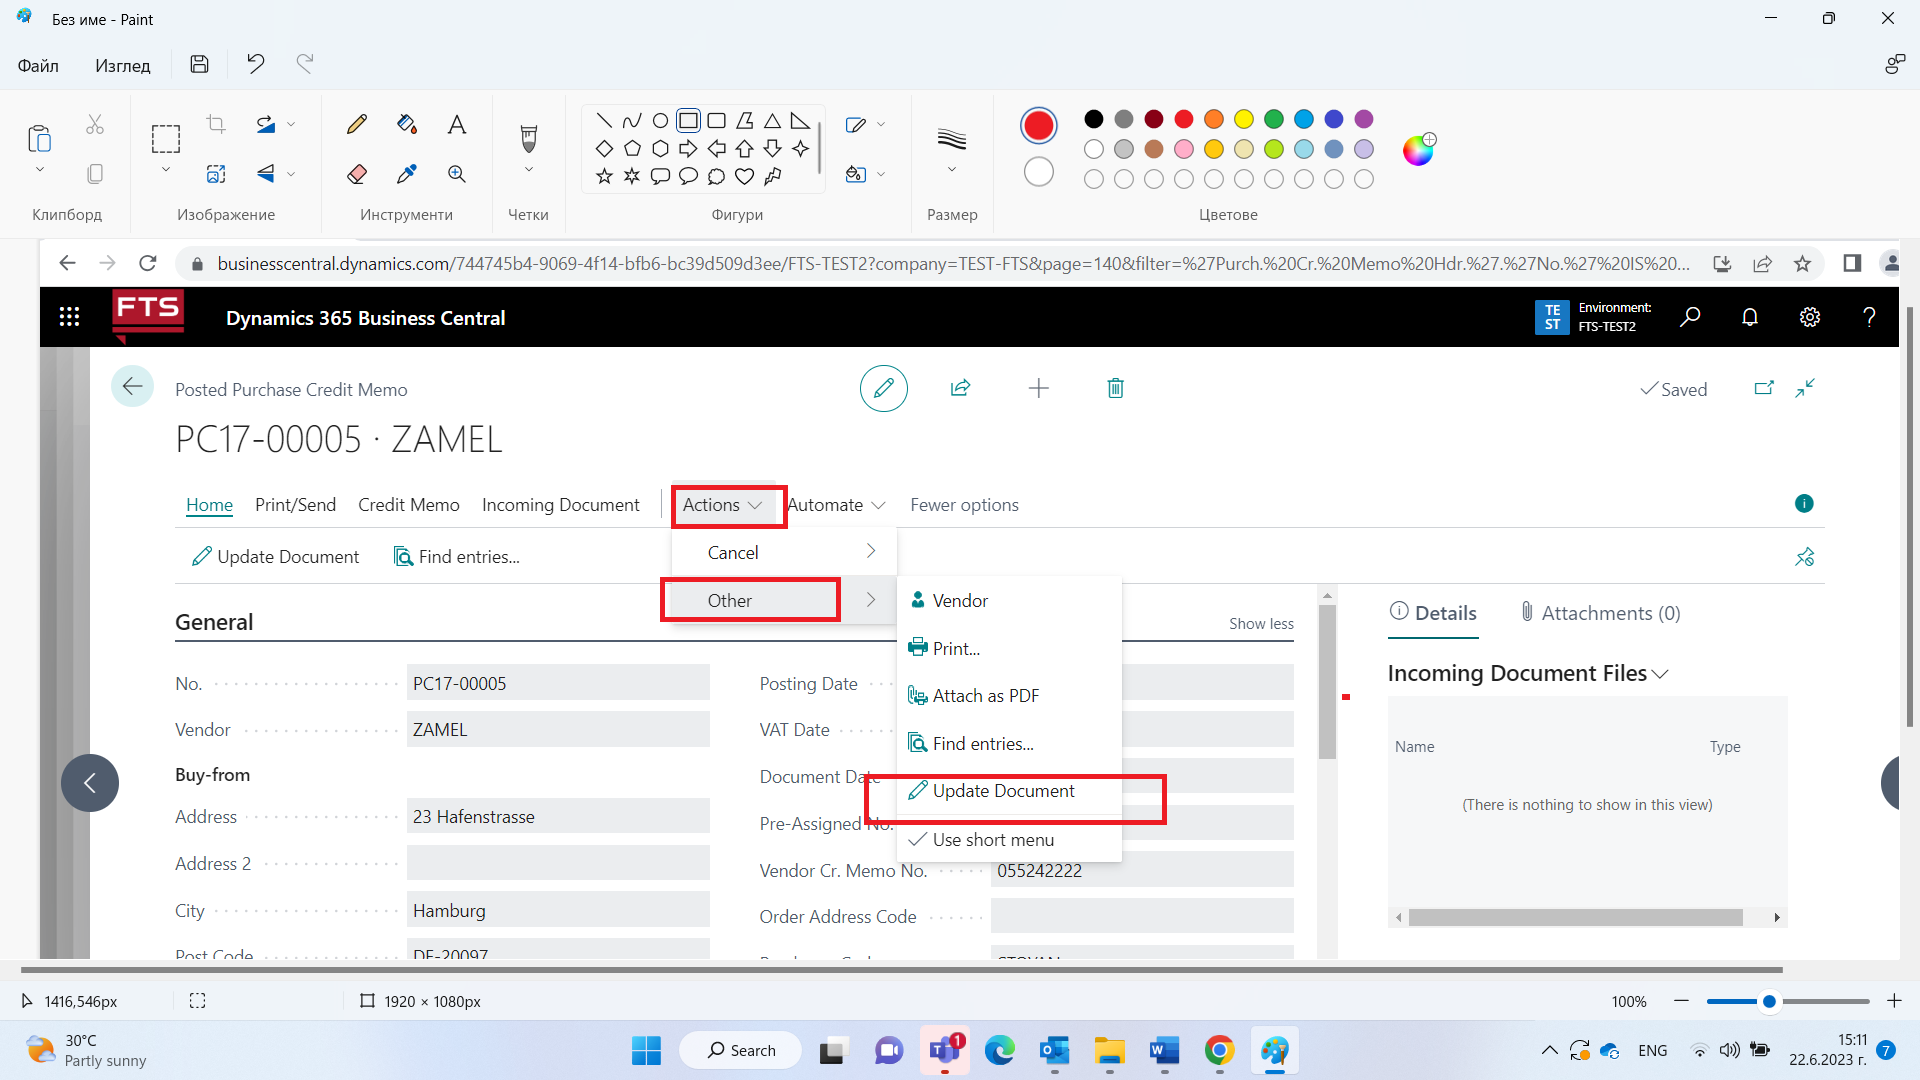 Без име - Paint
Файл
Изглед
Клипборд
Изображение
Инструменти
Четки
Фигури
Размер
Цветове
businesscentral.dynamics.com/744745b4-9069-4f14-bfb6-bc39d509d3ee/FTS-TEST2?company=TEST-FTS&page=140&filter=%27Purch.%20Cr.%20Memo%20Hdr.%27.%27No.%27%20IS%20...
FTS
Dynamics 365 Business Central
TE
ST
Environment:
FTS-TEST2
Posted Purchase Credit Memo
Saved
PC17-00005 · ZAMEL
Home
Print/Send
Credit Memo
Incoming Document
Actions
Automate
Fewer options
Update Document
Find entries...
Cancel
Other
Vendor
Print...
Attach as PDF
Find entries...
Update Document
Use short menu
General
Show less
No.
PC17-00005
Vendor
ZAMEL
Buy-from
Address
23 Hafenstrasse
Address 2
City
Hamburg
Post Code
DE-20097
Posting Date
VAT Date
Document Date
Pre-Assigned No.
Vendor Cr. Memo No.
055242222
Order Address Code
STOYAN
Details
Attachments (0)
Incoming Document Files
Name
Type
(There is nothing to show in this view)
1416,546px
1920 × 1080px
100%
30°C
Partly sunny
Search
1
ENG
15:11
22.6.2023 г.
7